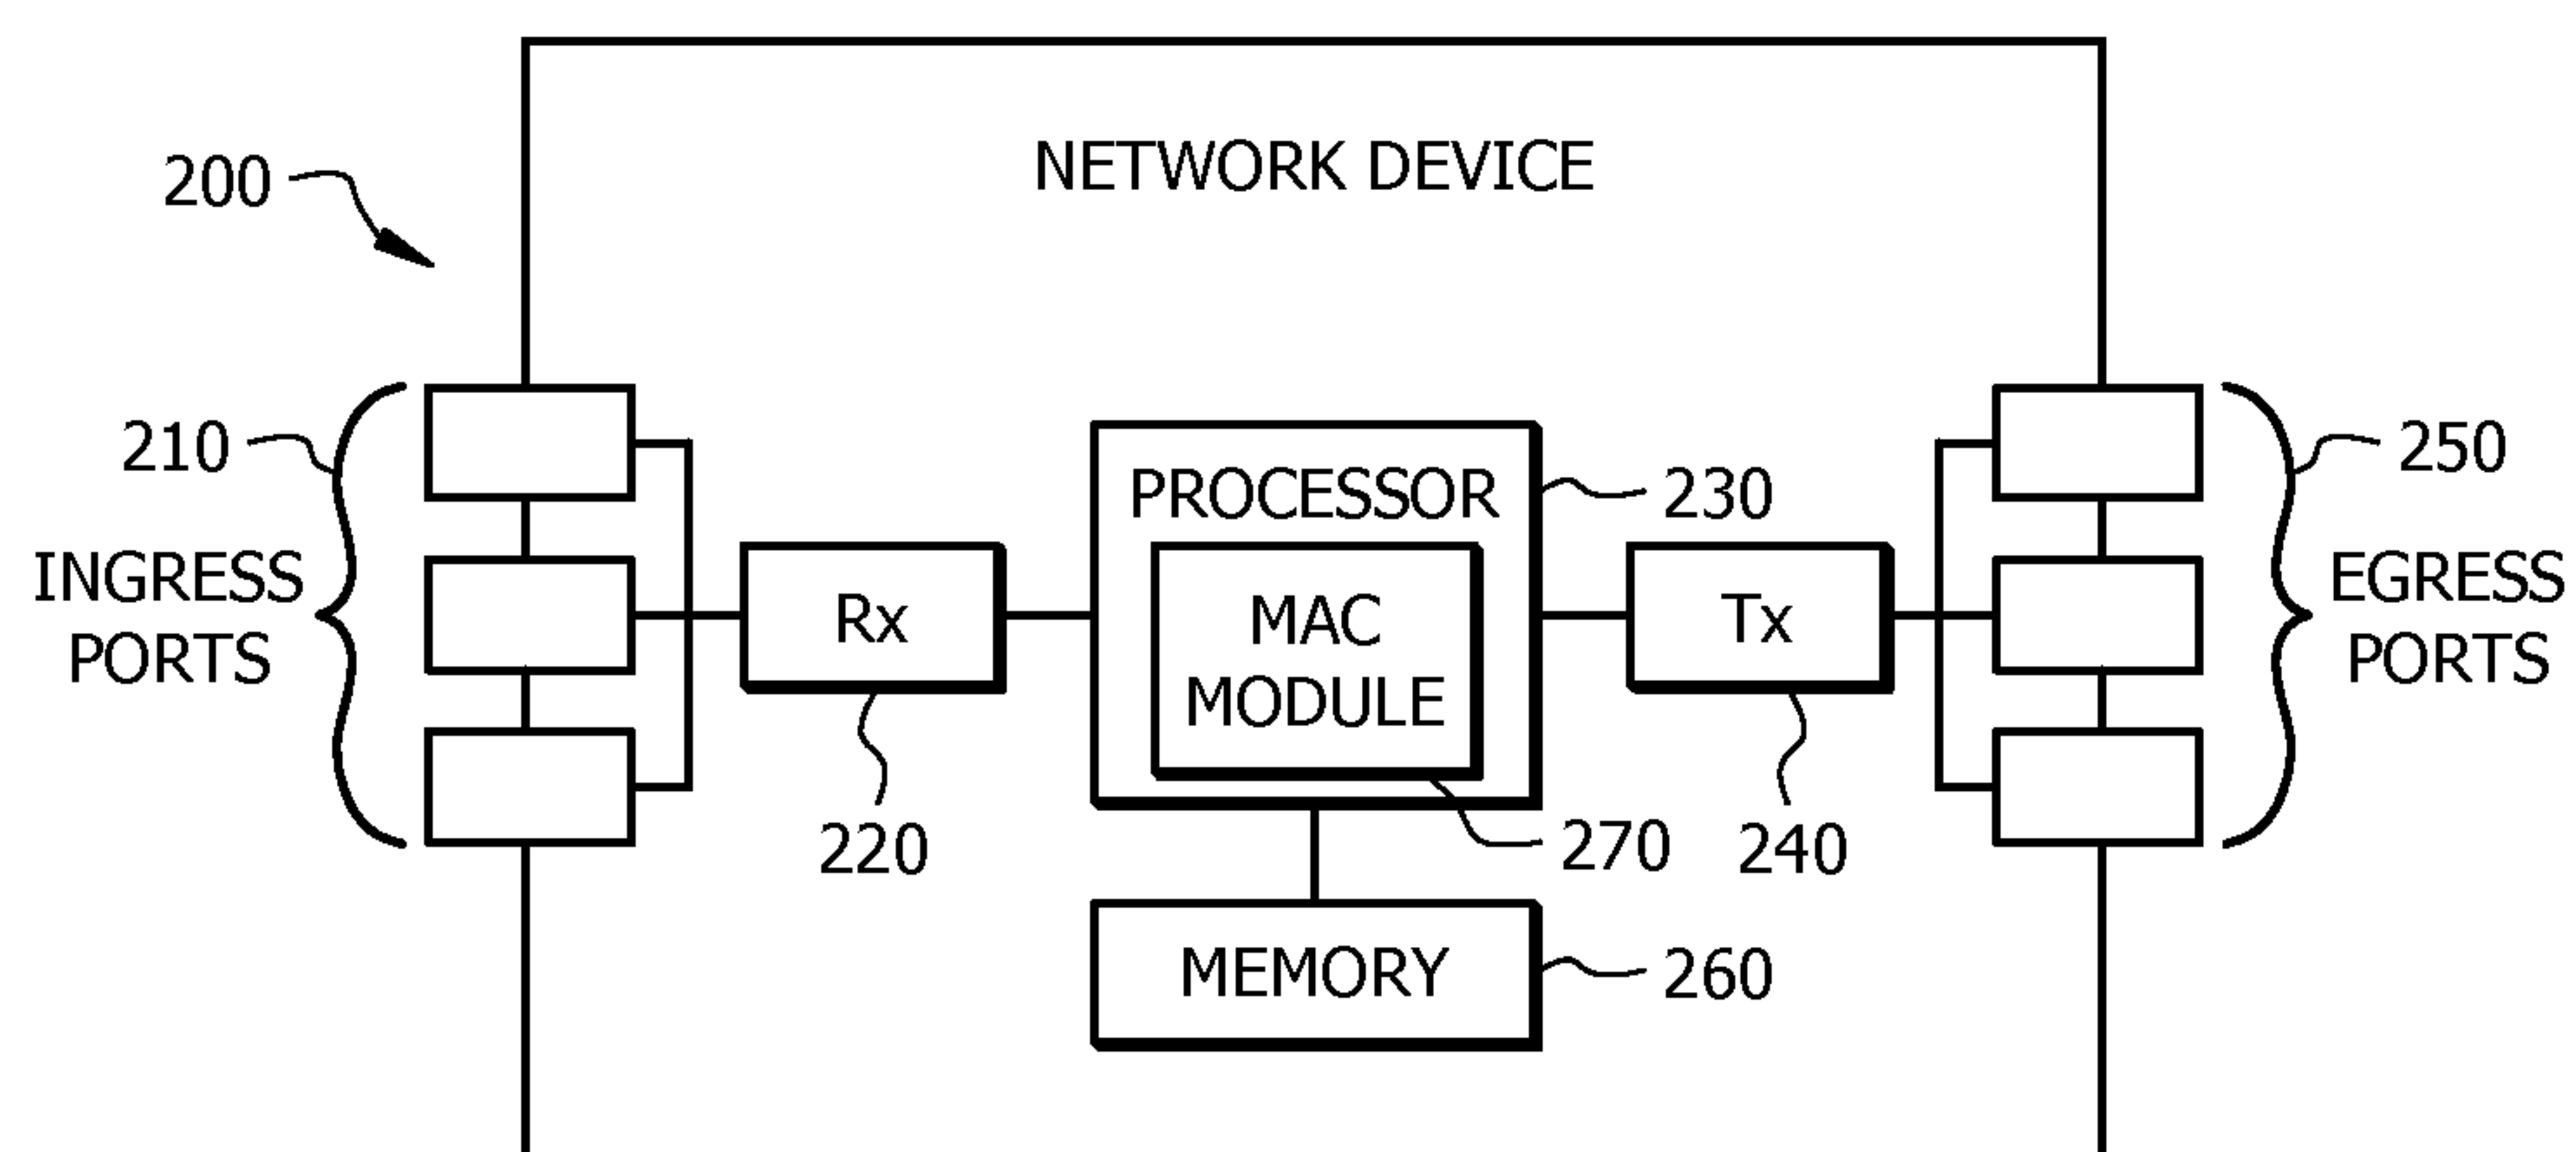 NETWORK DEVICE
200
210
250
PROCESSOR
230
INGRESS
PORTS
EGRESS
PORTS
Rx
MAC
MODULE
Tx
220
270
240
MEMORY
260